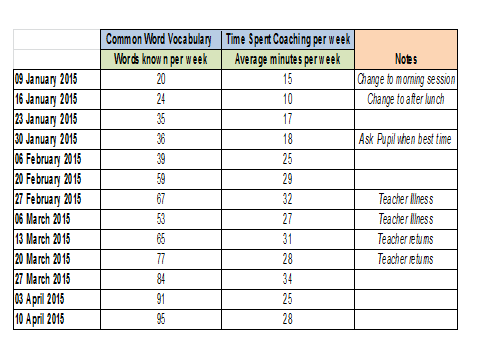 Common Word Vocabulary Time Spent Coaching per week
Words known per week Average minutes per week Notes
09 January 2015 20 15 Change to morning session
16 January 2015 24 10 Change to after lunch
23 January 2015 35 17
30 January 2015 36 18 Ask Pupil when best time
06 February 2015 39 25
20 February 2015 59 29
27 February 2015 67 32 Teacher Illness
06 March 2015 53 27 Teacher Illness
13 March 2015 65 31 Teacher returns
20 March 2015 77 28 Teacher returns
27 March 2015 84 34
03 April 2015 91 25
10 April 2015 95 28